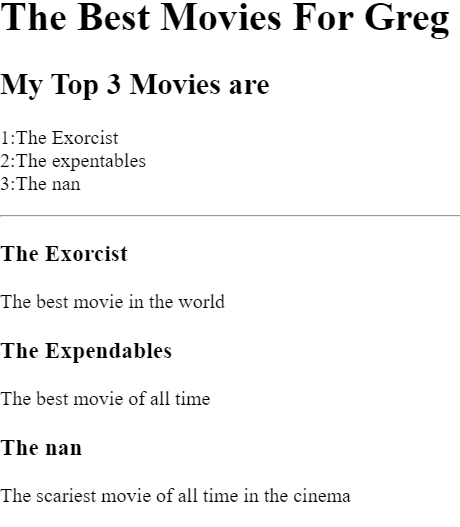 The Best Movies For Greg
My Top 3 Movies are
1:The Exorcist
2:The expentables
3:The nan
The Exorcist
The best movie in the world
The Expendables
The best movie of all time
The nan
The scariest movie of all time in the cinema